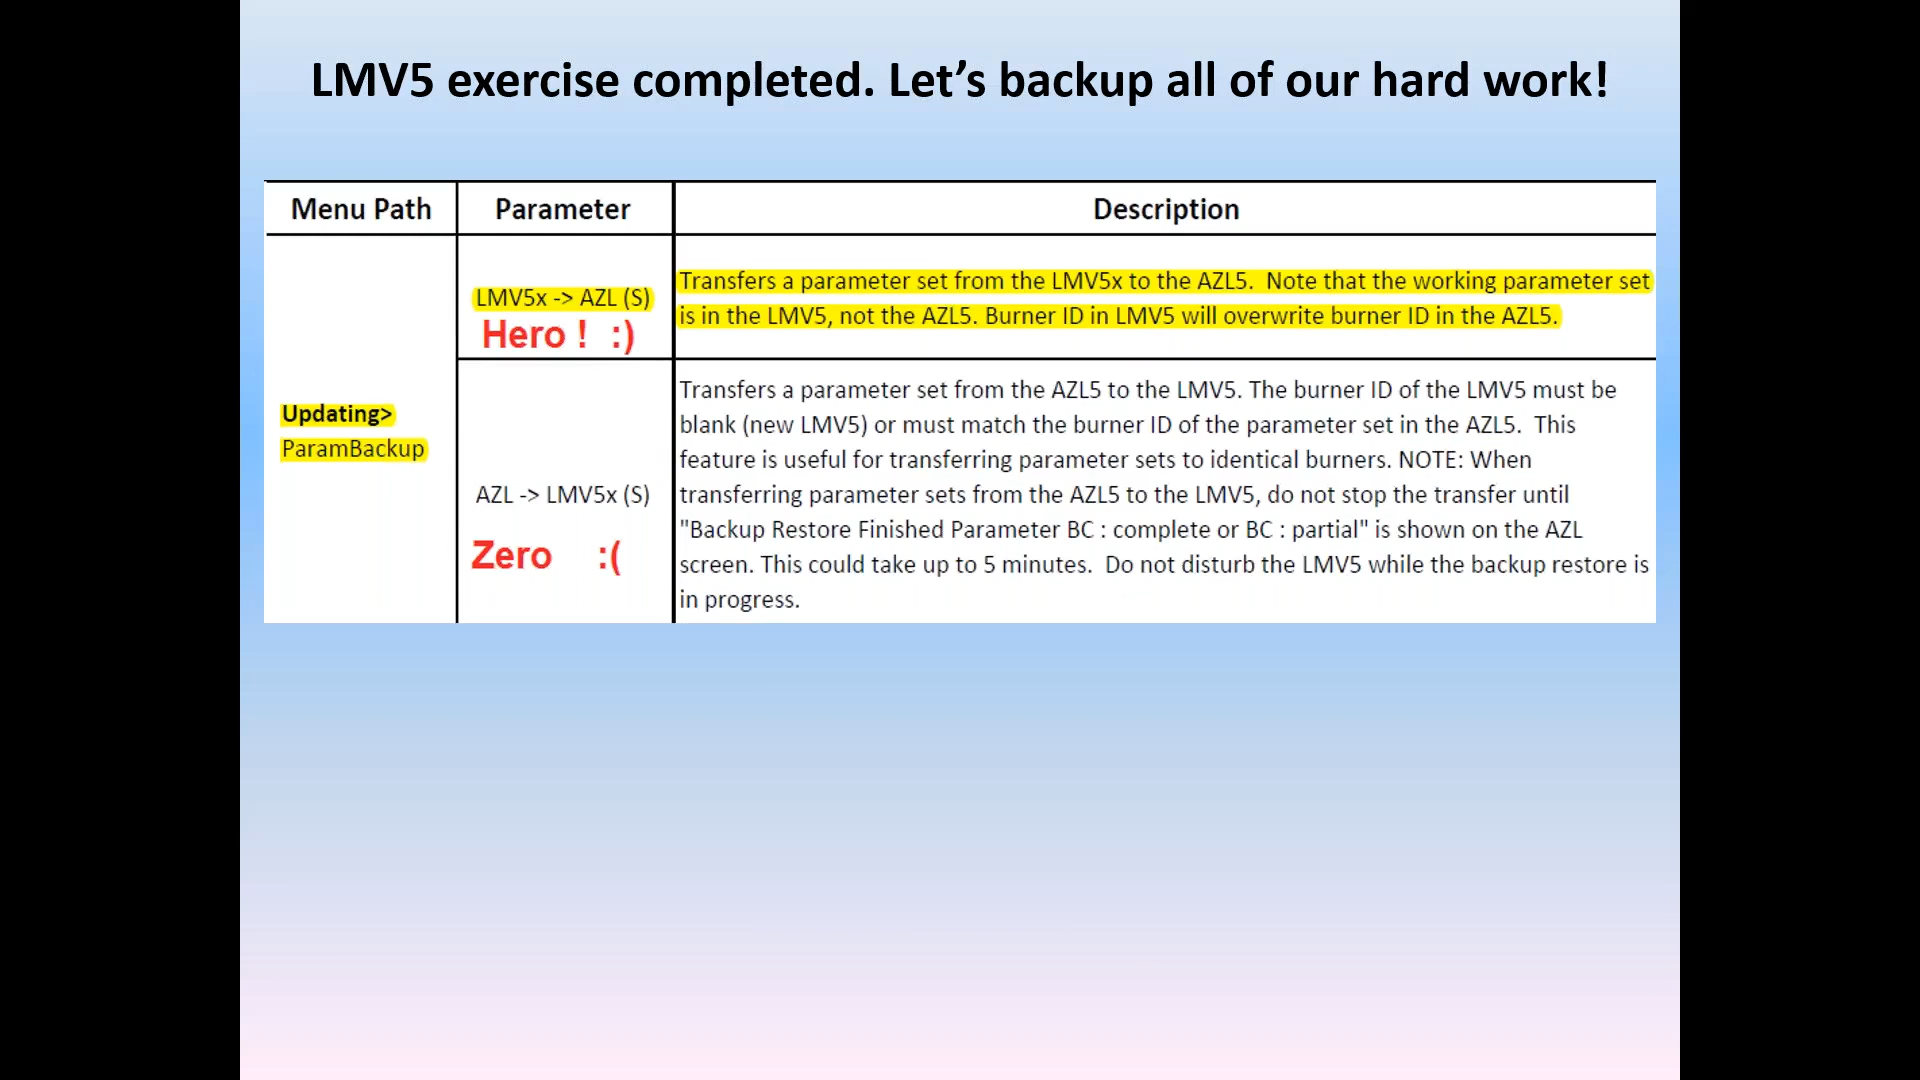 LMV5 exercise completed. Let’s backup all of our hard work!
Menu Path
Parameter
Description
Updating>
ParamBackup
LMV5x -> AZL (S)
Hero ! :)
Transfers a parameter set from the LMV5x to the AZL5. Note that the working parameter set
is in the LMV5, not the AZL5. Burner ID in LMV5 will overwrite burner ID in the AZL5.
AZL -> LMV5x (S)
Zero :(
Transfers a parameter set from the AZL5 to the LMV5. The burner ID of the LMV5 must be
blank (new LMV5) or must match the burner ID of the parameter set in the AZL5. This
feature is useful for transferring parameter sets to identical burners. NOTE: When
transferring parameter sets from the AZL5 to the LMV5, do not stop the transfer until
"Backup Restore Finished Parameter BC : complete or BC : partial" is shown on the AZL
screen. This could take up to 5 minutes. Do not disturb the LMV5 while the backup restore is
in progress.